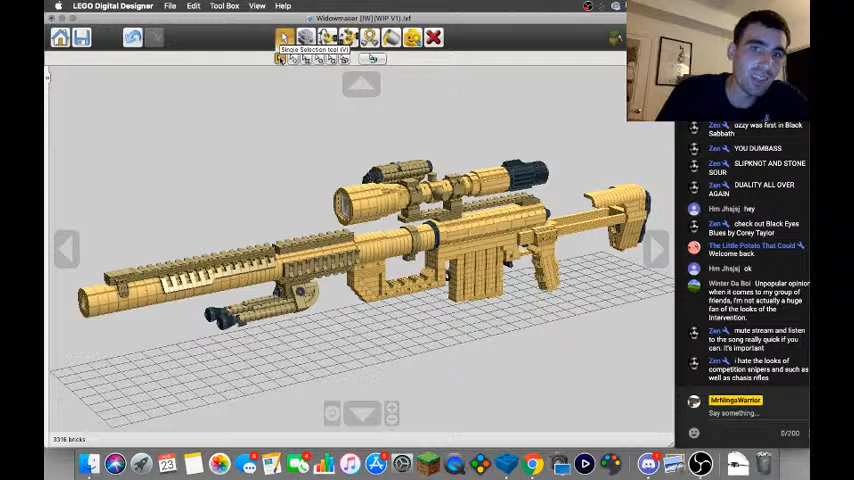 LEGO Digital Designer File Edit Tool Box View Help
Widowmaker [IW](WIP V1).lxf
Single Selection tool (V)
Zen ozzy was first in Black
Sabbath
Zen YOU DUMBASS
Zen SLIPKNOT AND STONE
SOUR
Zen DUALITY ALL OVER
AGAIN
Hm Jhsjsj hey
Zen check out Black Eyes
Blues by Corey Taylor
The Little Potato That Could
Welcome back
Hm Jhsjsj ok
Winter Da Boi Unpopular opinion
when it comes to my group of
friends, I'm not actually a huge
fan of the looks of the
Intervention.
Zen mute stream and listen
to the song really quick if you
can. it's important
Zen i hate the looks of
competition snipers and such as
well as chasis rifles
MrNingaWarrior
Say something...
0/200
3316 bricks
JUL
23